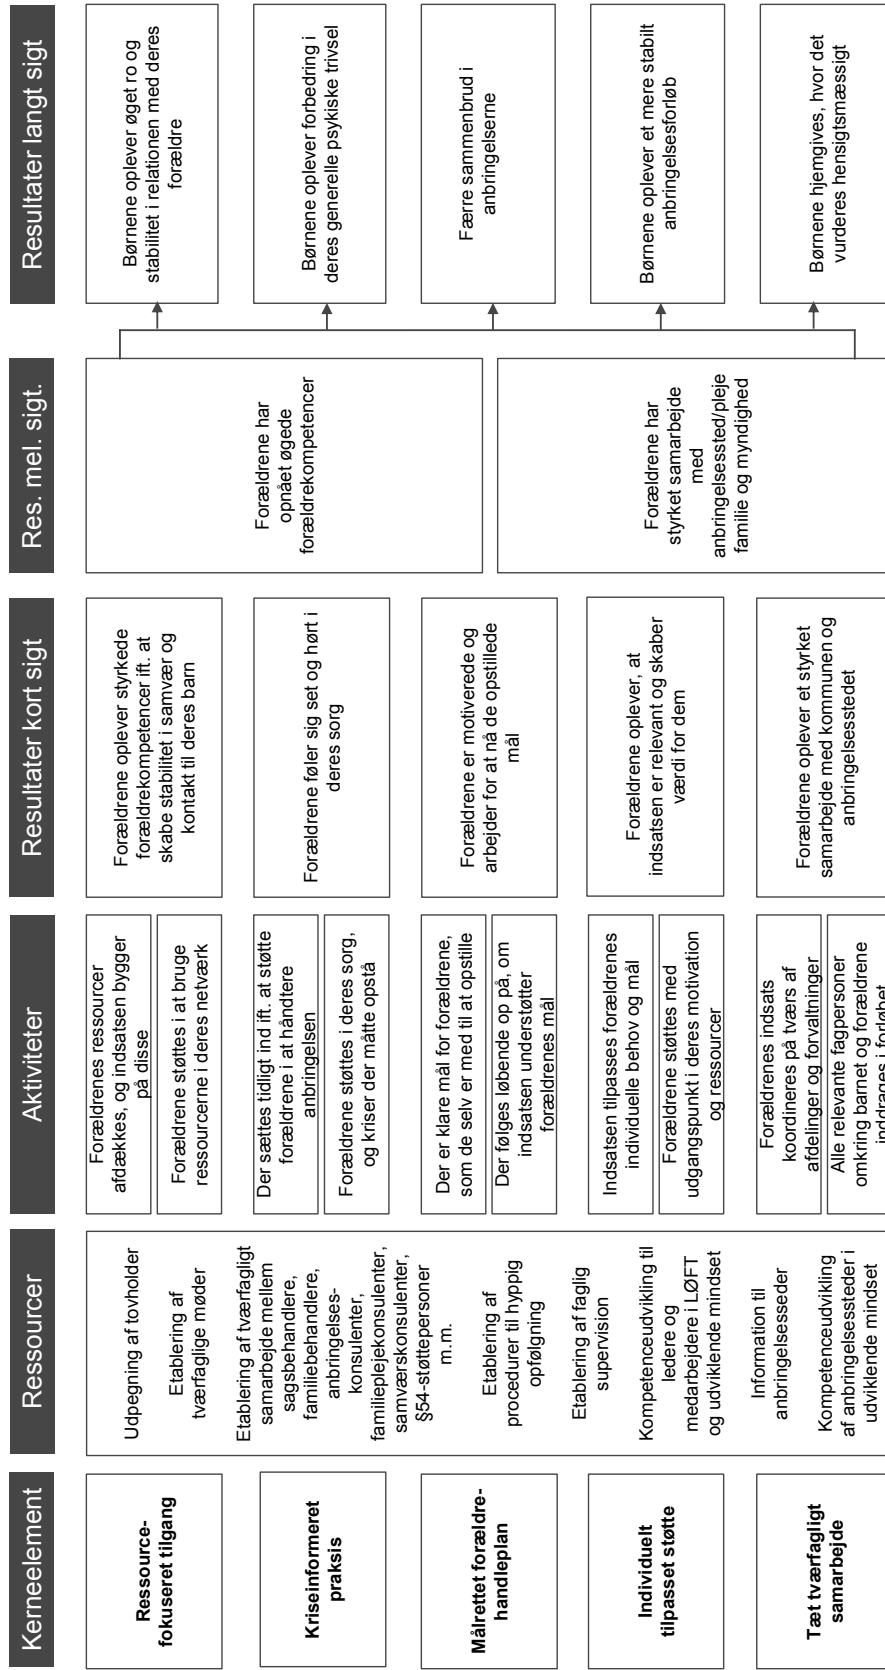 Kerneelement
Ressource-
fokuseret tilgang
Kriseinformeret
praksis
Målrettet forældre-
handleplan
Individuelt
tilpasset støtte
Tæt tværfagligt
samarbejde
Ressourcer
Udpegning af tovholder
Etablering af
tværfaglige møder
Etablering af tværfagligt
samarbejde mellem
sagsbehandlere,
familiebehandlere,
anbringelses-
konsulenter,
familieplejekonsulenter,
samværskonsulenter,
§54-støttepersoner
m.m.
Etablering af
procedurer til hyppig
opfølgning
Etablering af faglig
supervision
Kompetenceudvikling til
ledere og
medarbejdere i LØFT
og udviklende mindset
Information til
anbringelsesseder
Kompetenceudvikling
af anbringelsessteder i
udviklende mindset
Aktiviteter
Forældrenes ressourcer
afdækkes, og indsatsen bygger
på disse
Forældrene støttes i at bruge
ressourcerne i deres netværk
Der sættes tidligt ind ift. at støtte
forældrene i at håndtere
anbringelsen
Forældrene støttes i deres sorg,
og kriser der måtte opstå
Der er klare mål for forældrene,
som de selv er med til at opstille
Der følges løbende op på, om
indsatsen understøtter
forældrenes mål
Indsatsen tilpasses forældrenes
individuelle behov og mål
Forældrene støttes med
udgangspunkt i deres motivation
og ressourcer
Forældrenes indsats
koordineres på tværs af
afdelinger og forvaltninger
Alle relevante fagpersoner
omkring barnet og forældrene
inddrages i forløbet
Resultater kort sigt
Forældrene oplever styrkede
forældrekompetencer ift. at
skabe stabilitet i samvær og
kontakt til deres barn
Forældrene føler sig set og hørt i
deres sorg
Forældrene er motiverede og
arbejder for at nå de opstillede
mål
Forældrene oplever, at
indsatsen er relevant og skaber
værdi for dem
Forældrene oplever et styrket
samarbejde med kommunen og
anbringelsesstedet
Res. mel. sigt.
Forældrene har
opnået øgede
forældrekompetencer
Forældrene har
styrket samarbejde
med
anbringelsessted/pleje
familie og myndighed
Resultater langt sigt
Børnene oplever øget ro og
stabilitet i relationen med deres
forældre
Børnene oplever forbedring i
deres generelle psykiske trivsel
Færre sammenbrud i
anbringelserne
Børnene oplever et mere stabilt
anbringelsesforløb
Børnene hjemgives, hvor det
vurderes hensigtsmæssigt